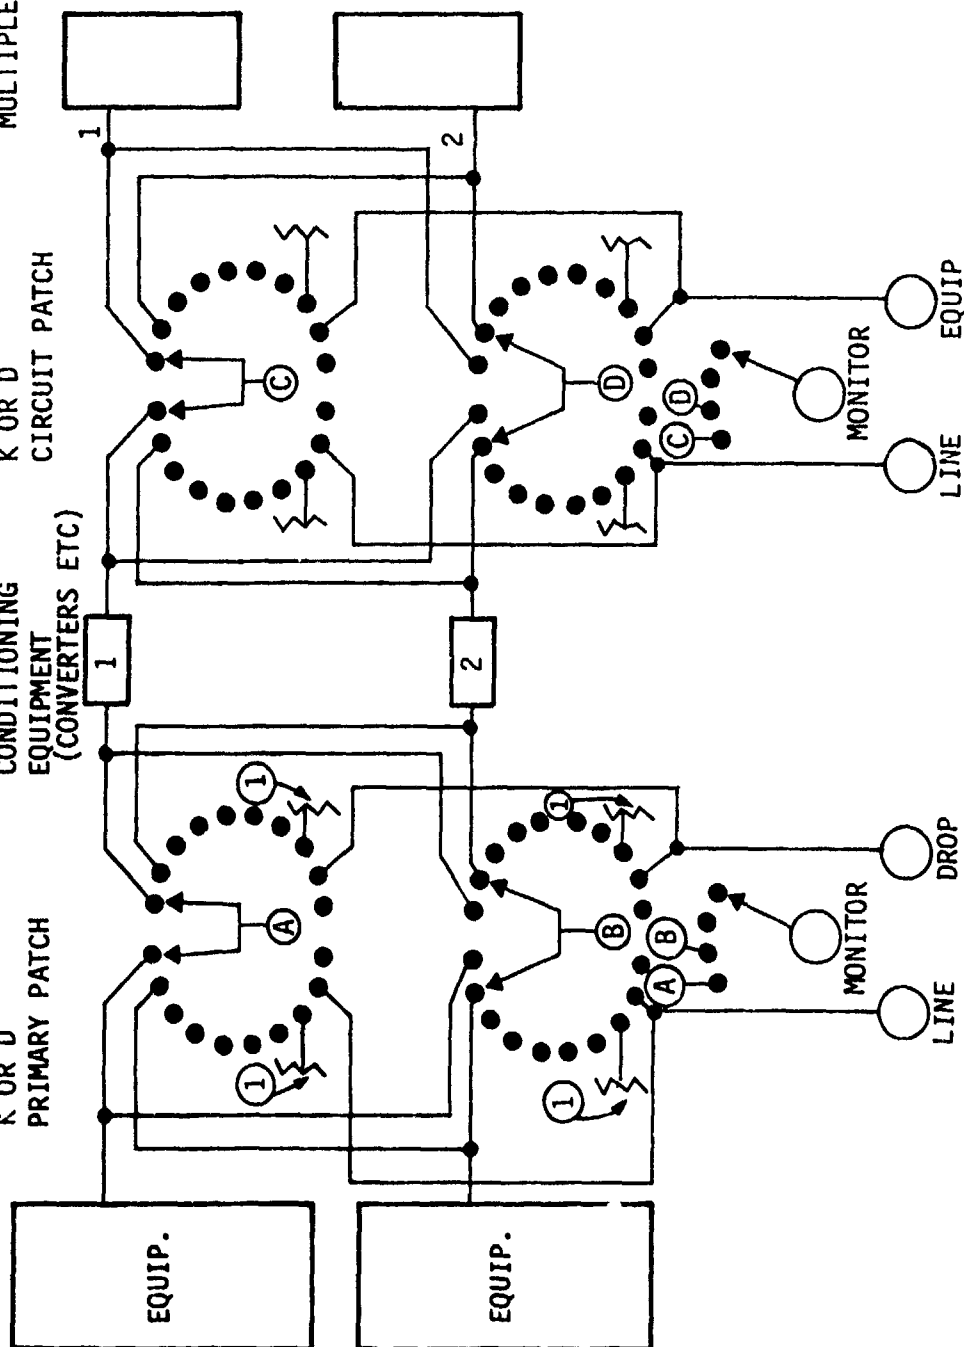 K OR D
PRIMARY PATCH
CONDITIONING
EQUIPMENT
(CONVERTERS ETC)
K OR D
CIRCUIT PATCH
MULTIPLE
EQUIP.
1
A
1
1
C
1
EQUIP.
1
B
1
2
D
2
A
B
C
D
LINE
MONITOR
DROP
LINE
MONITOR
EQUIP